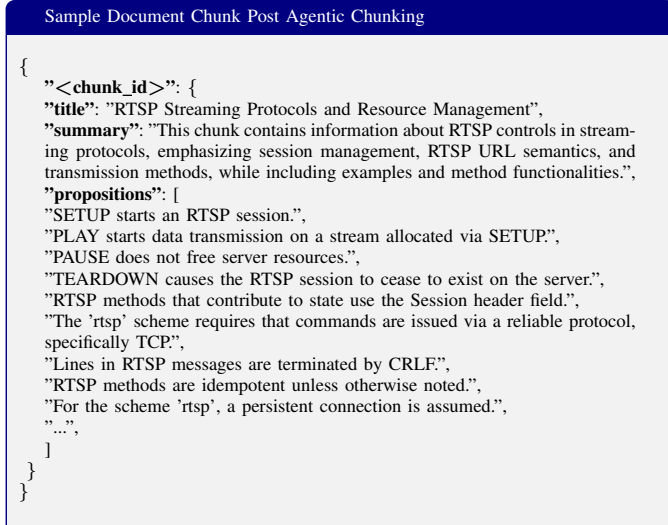 Sample Document Chunk Post Agentic Chunking
{
”<chunk_id>”: {
”title”: ”RTSP Streaming Protocols and Resource Management”,
”summary”: ”This chunk contains information about RTSP controls in stream-
ing protocols, emphasizing session management, RTSP URL semantics, and
transmission methods, while including examples and method functionalities.”,
”propositions”: [
”SETUP starts an RTSP session.”,
”PLAY starts data transmission on a stream allocated via SETUP.”,
”PAUSE does not free server resources.”,
”TEARDOWN causes the RTSP session to cease to exist on the server.”,
”RTSP methods that contribute to state use the Session header field.”,
”The ’rtsp’ scheme requires that commands are issued via a reliable protocol,
specifically TCP.”,
”Lines in RTSP messages are terminated by CRLF.”,
”RTSP methods are idempotent unless otherwise noted.”,
”For the scheme ’rtsp’, a persistent connection is assumed.”,
”...”,
]
}
}